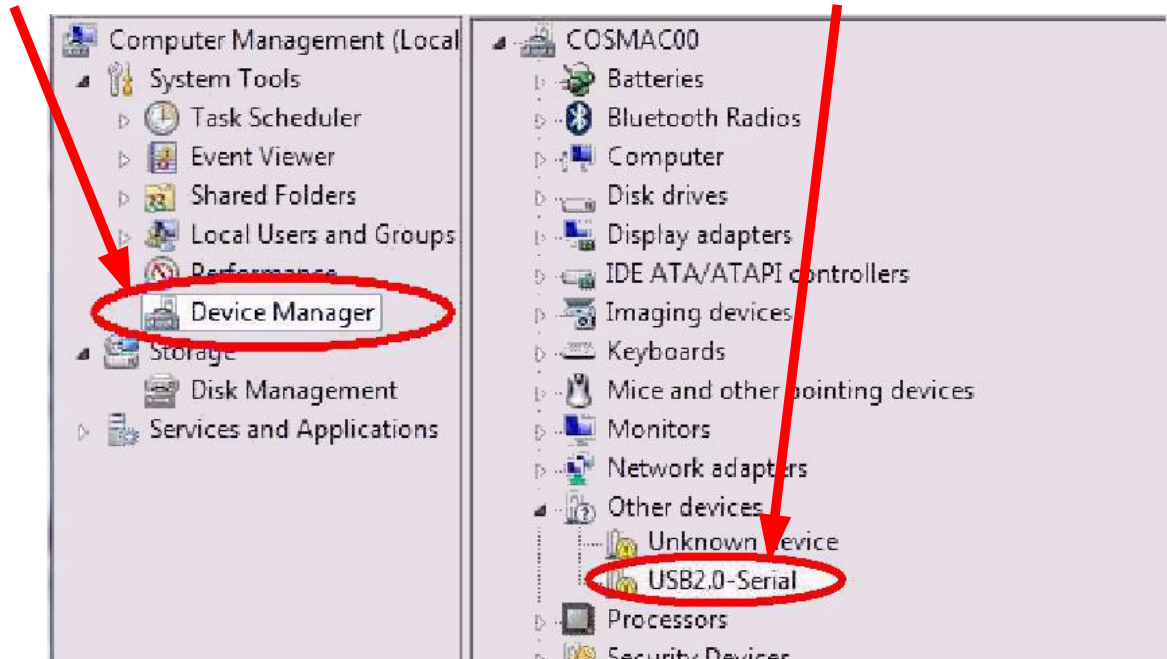 Computer Management (Local
System Tools
Task Scheduler
Event Viewer
Shared Folders
Local Users and Groups
Performance
Device Manager
Storage
Disk Management
Services and Applications
COSMAC00
Batteries
Bluetooth Radios
Computer
Disk drives
Display adapters
IDE ATA/ATAPI controllers
Imaging devices
Keyboards
Mice and other pointing devices
Monitors
Network adapters
Other devices
Unknown device
USB2.0-Serial
Processors
Security Devices